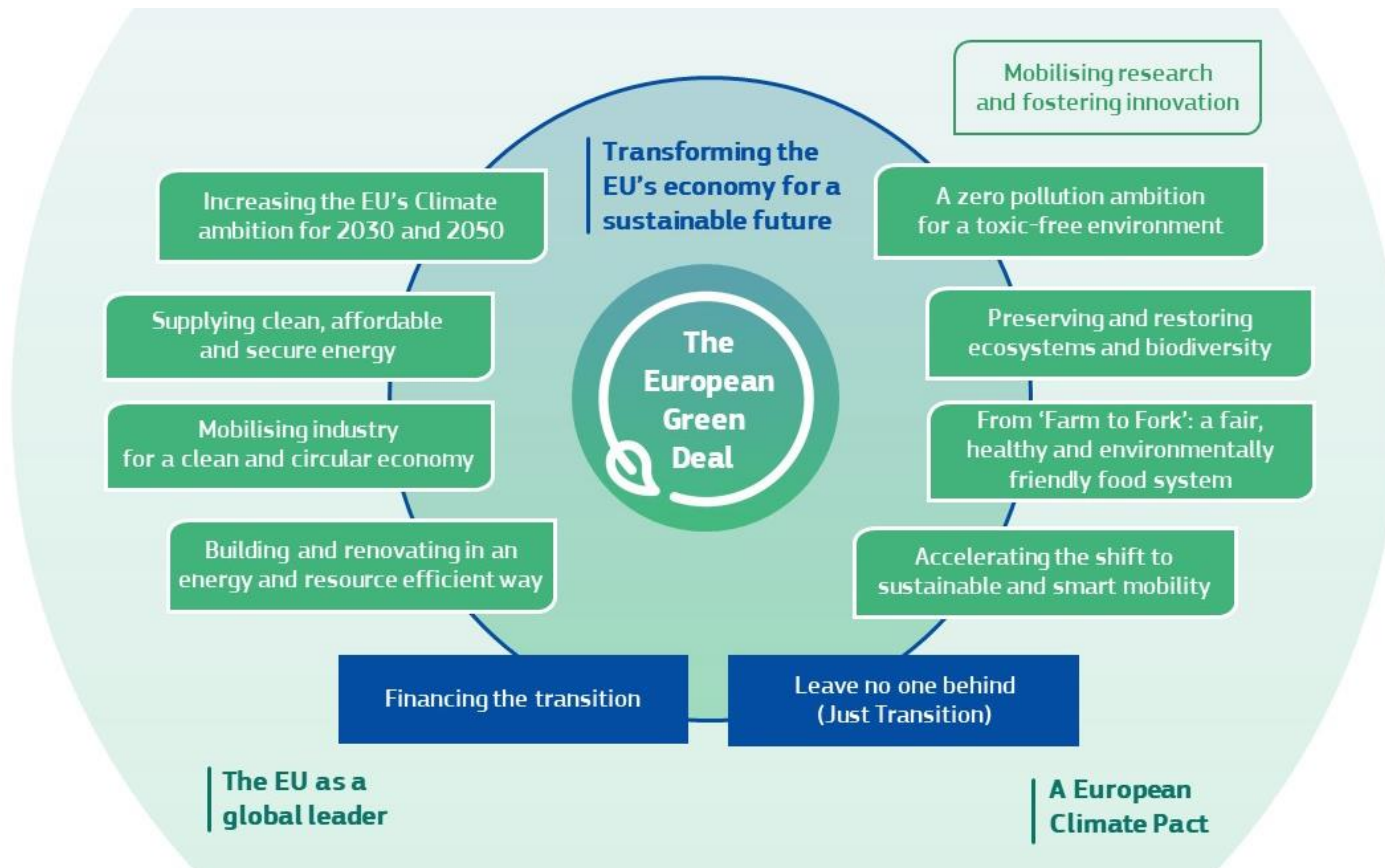 Mobilising research
and fostering innovation
Transforming the
EU's economy for a
sustainable future
Increasing the EU's Climate
ambition for 2030 and 2050
A zero pollution ambition
for a toxic-free environment
Supplying clean, affordable
and secure energy
The
European
Green
Deal
Preserving and restoring
ecosystems and biodiversity
Mobilising industry
for a clean and circular economy
From ‘Farm to Fork’: a fair,
healthy and environmentally
friendly food system
Building and renovating in an
energy and resource efficient way
Accelerating the shift to
sustainable and smart mobility
Financing the transition
Leave no one behind
(Just Transition)
The EU as a
global leader
A European
Climate Pact